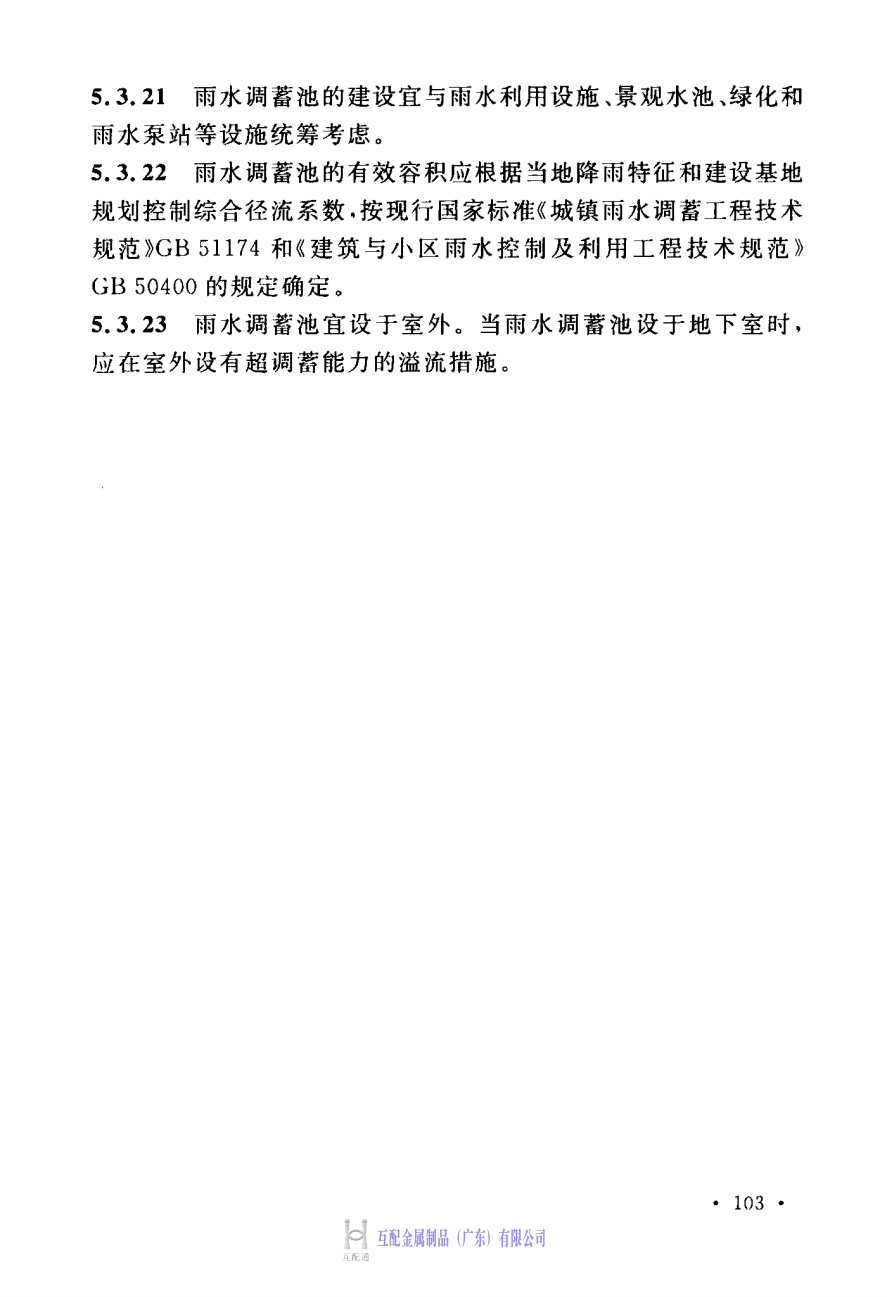 5.3.21 雨水调蓄池的建设宜与雨水利用设施、景观水池、绿化和
雨水泵站等设施统筹考虑。
5.3.22 雨水调蓄池的有效容积应根据当地降雨特征和建设基地
规划控制综合径流系数,按现行国家标准《城镇雨水调蓄工程技术
规范》GB 51174 和《建筑与小区雨水控制及利用工程技术规范》
GB 50400 的规定确定。
5.3.23 雨水调蓄池宜设于室外。当雨水调蓄池设于地下室时,
应在室外设有超调蓄能力的溢流措施。
• 103 •
互配金属制品(广东)有限公司
互配通